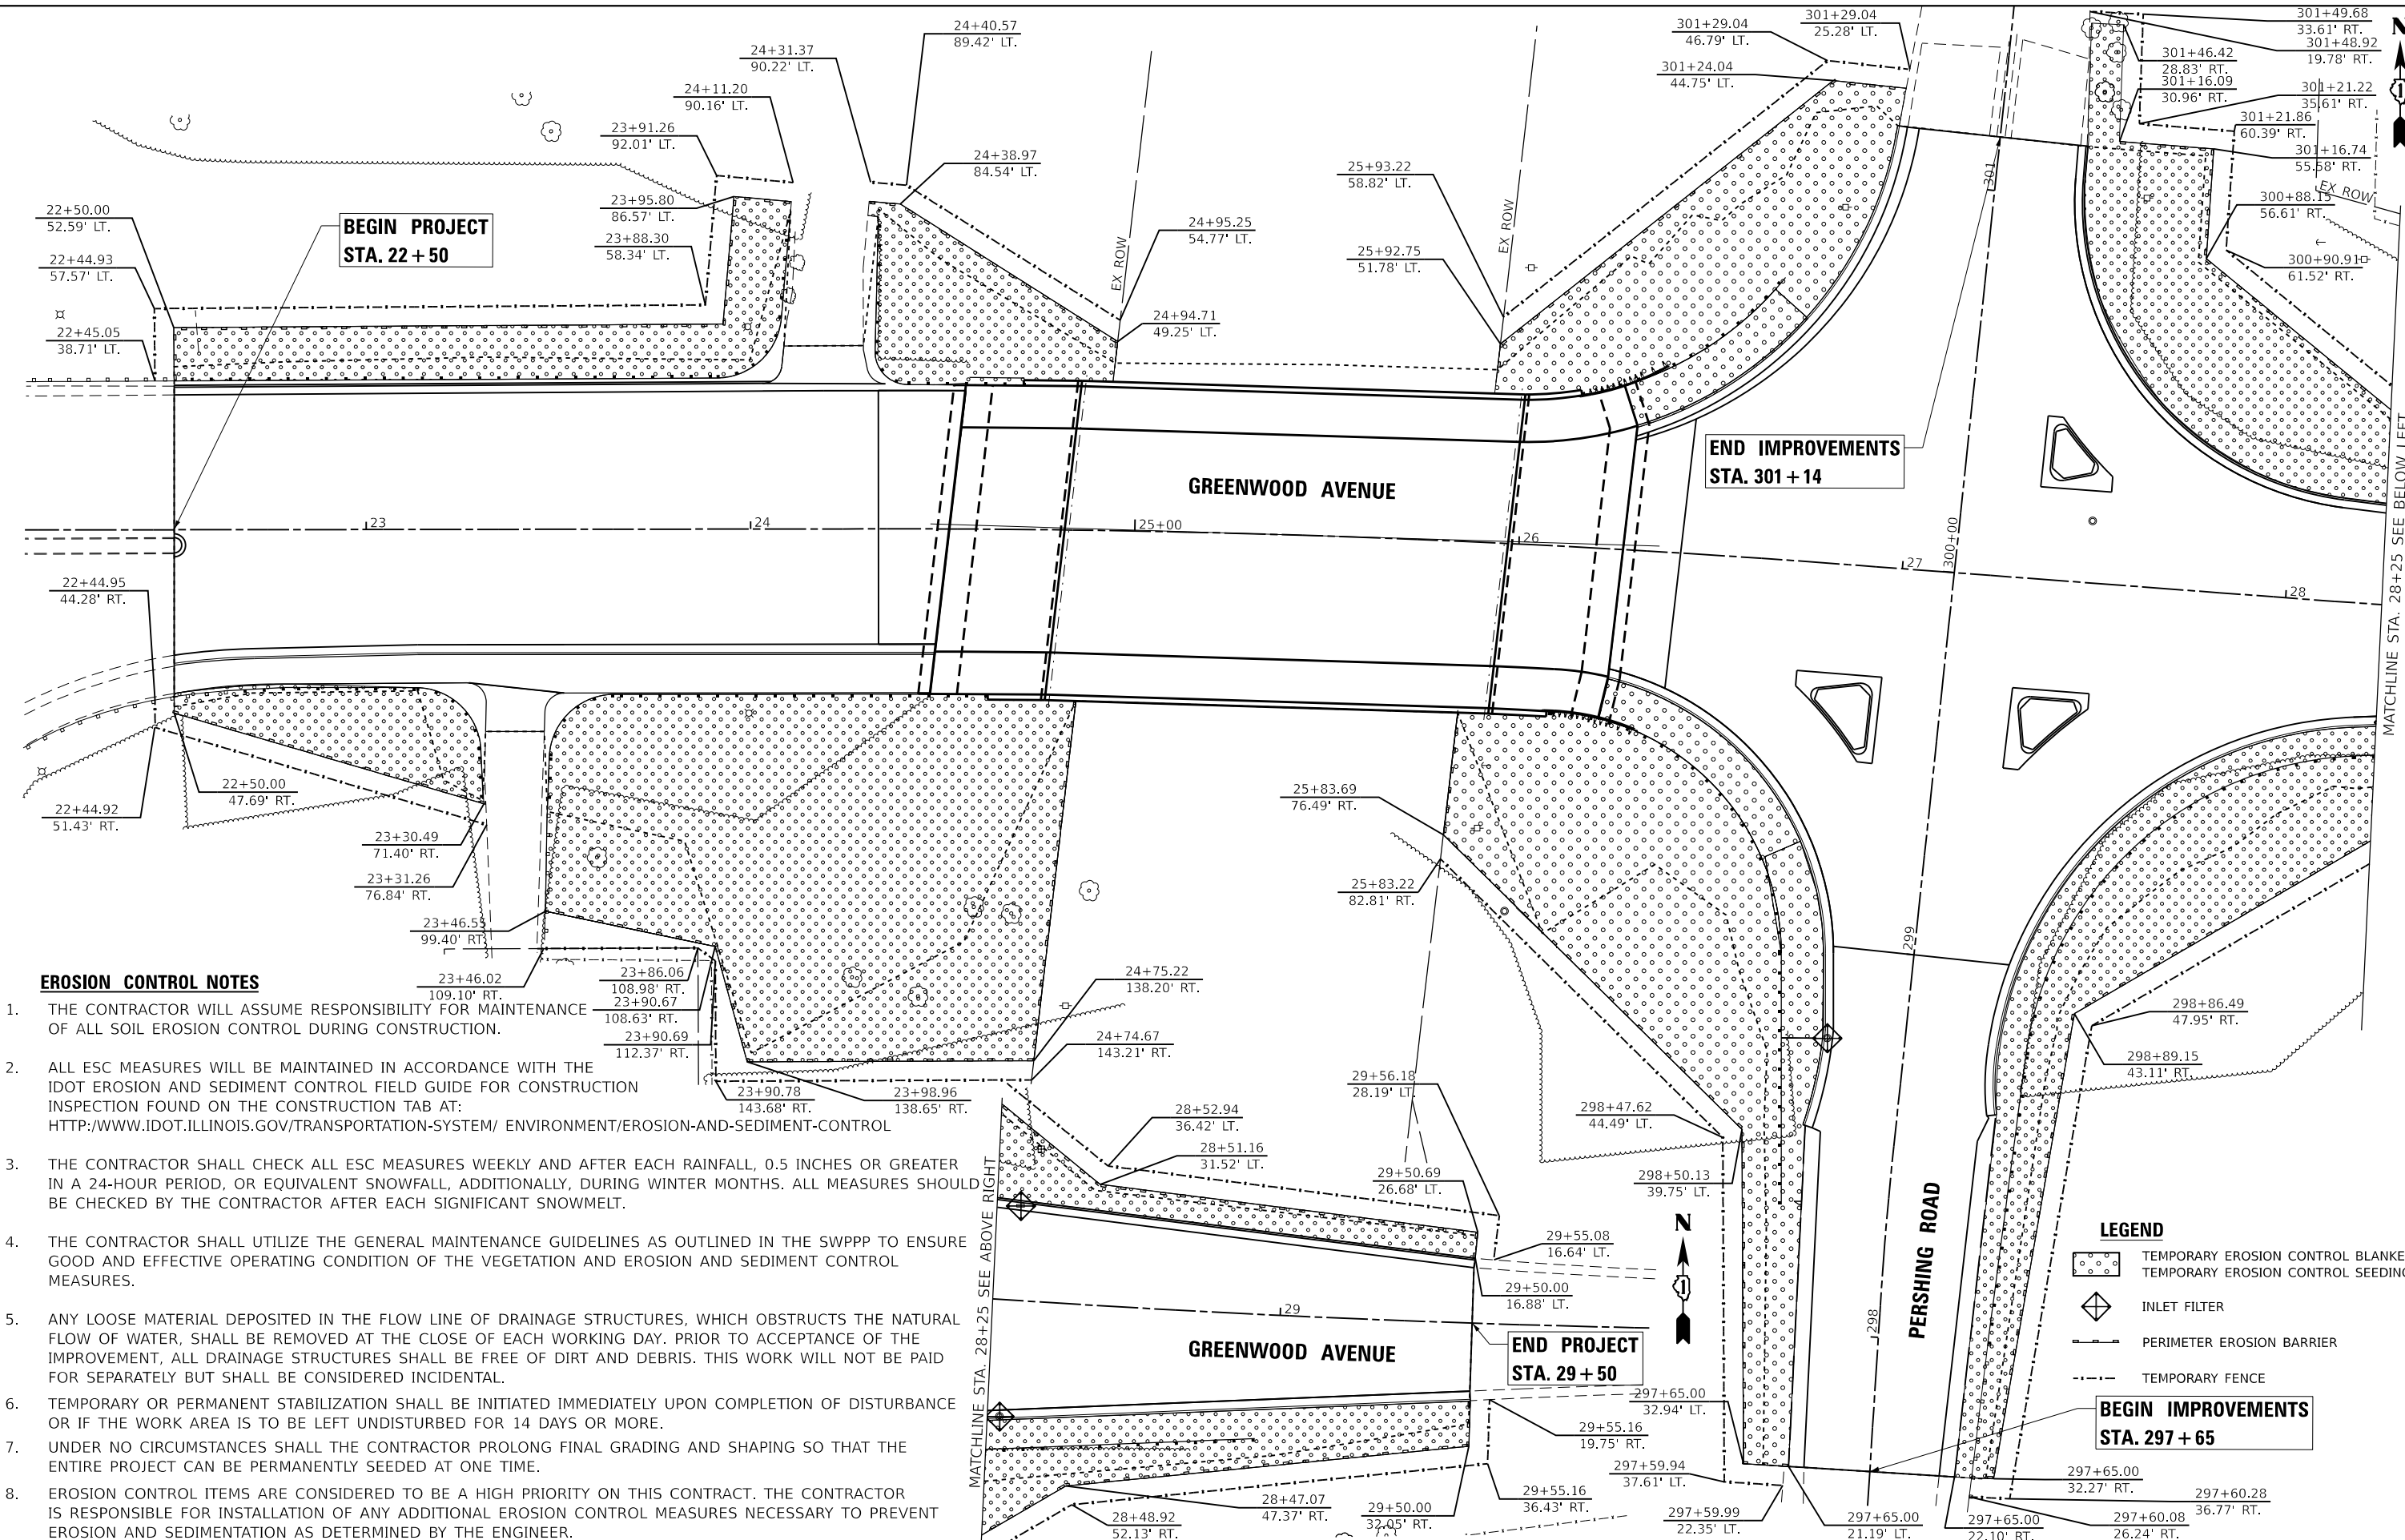 24+40.57
89.42' LT.
24+31.37
90.22' LT.
24+11.20
90.16' LT.
23+91.26
92.01' LT.
24+38.97
84.54' LT.
23+95.80
86.57' LT.
23+88.30
58.34' LT.
22+50.00
52.59' LT.
22+44.93
57.57' LT.
22+45.05
38.71' LT.
BEGIN PROJECT
STA. 22+50
24+95.25
54.77' LT.
24+94.71
49.25' LT.
EX ROW
25+93.22
58.82' LT.
25+92.75
51.78' LT.
EX ROW
301+29.04
46.79' LT.
301+29.04
25.28' LT.
301+24.04
44.75' LT.
301+49.68
33.61' RT.
301+48.92
19.78' RT.
301+46.42
28.83' RT.
301+16.09
30.96' RT.
301+21.22
35.61' RT.
301+21.86
60.39' RT.
301+16.74
55.58' RT.
EX ROW
300+88.15
56.61' RT.
300+90.91
61.52' RT.
N
301
END IMPROVEMENTS
STA. 301+14
GREENWOOD AVENUE
23
24
25+00
26
27
28
300+00
MATCHLINE STA. 28+25 SEE BELOW LEFT
22+44.95
44.28' RT.
22+44.92
51.43' RT.
22+50.00
47.69' RT.
23+30.49
71.40' RT.
23+31.26
76.84' RT.
23+46.55
99.40' RT.
23+46.02
109.10' RT.
23+86.06
108.98' RT.
23+90.67
108.63' RT.
23+90.69
112.37' RT.
23+90.78
143.68' RT.
23+98.96
138.65' RT.
24+75.22
138.20' RT.
24+74.67
143.21' RT.
25+83.69
76.49' RT.
25+83.22
82.81' RT.
299
298+86.49
47.95' RT.
298+89.15
43.11' RT.
298+47.62
44.49' LT.
298+50.13
39.75' LT.
EROSION CONTROL NOTES
1. THE CONTRACTOR WILL ASSUME RESPONSIBILITY FOR MAINTENANCE
OF ALL SOIL EROSION CONTROL DURING CONSTRUCTION.
2. ALL ESC MEASURES WILL BE MAINTAINED IN ACCORDANCE WITH THE
IDOT EROSION AND SEDIMENT CONTROL FIELD GUIDE FOR CONSTRUCTION
INSPECTION FOUND ON THE CONSTRUCTION TAB AT:
HTTP:/WWW.IDOT.ILLINOIS.GOV/TRANSPORTATION-SYSTEM/ ENVIRONMENT/EROSION-AND-SEDIMENT-CONTROL
3. THE CONTRACTOR SHALL CHECK ALL ESC MEASURES WEEKLY AND AFTER EACH RAINFALL, 0.5 INCHES OR GREATER
IN A 24-HOUR PERIOD, OR EQUIVALENT SNOWFALL, ADDITIONALLY, DURING WINTER MONTHS. ALL MEASURES SHOULD
BE CHECKED BY THE CONTRACTOR AFTER EACH SIGNIFICANT SNOWMELT.
4. THE CONTRACTOR SHALL UTILIZE THE GENERAL MAINTENANCE GUIDELINES AS OUTLINED IN THE SWPPP TO ENSURE
GOOD AND EFFECTIVE OPERATING CONDITION OF THE VEGETATION AND EROSION AND SEDIMENT CONTROL
MEASURES.
5. ANY LOOSE MATERIAL DEPOSITED IN THE FLOW LINE OF DRAINAGE STRUCTURES, WHICH OBSTRUCTS THE NATURAL
FLOW OF WATER, SHALL BE REMOVED AT THE CLOSE OF EACH WORKING DAY. PRIOR TO ACCEPTANCE OF THE
IMPROVEMENT, ALL DRAINAGE STRUCTURES SHALL BE FREE OF DIRT AND DEBRIS. THIS WORK WILL NOT BE PAID
FOR SEPARATELY BUT SHALL BE CONSIDERED INCIDENTAL.
6. TEMPORARY OR PERMANENT STABILIZATION SHALL BE INITIATED IMMEDIATELY UPON COMPLETION OF DISTURBANCE
OR IF THE WORK AREA IS TO BE LEFT UNDISTURBED FOR 14 DAYS OR MORE.
7. UNDER NO CIRCUMSTANCES SHALL THE CONTRACTOR PROLONG FINAL GRADING AND SHAPING SO THAT THE
ENTIRE PROJECT CAN BE PERMANENTLY SEEDED AT ONE TIME.
8. EROSION CONTROL ITEMS ARE CONSIDERED TO BE A HIGH PRIORITY ON THIS CONTRACT. THE CONTRACTOR
IS RESPONSIBLE FOR INSTALLATION OF ANY ADDITIONAL EROSION CONTROL MEASURES NECESSARY TO PREVENT
EROSION AND SEDIMENTATION AS DETERMINED BY THE ENGINEER.
MATCHLINE STA. 28+25 SEE ABOVE RIGHT
28+52.94
36.42' LT.
28+51.16
31.52' LT.
29+56.18
28.19' LT.
29+50.69
26.68' LT.
29+55.08
16.64' LT.
29+50.00
16.88' LT.
29
GREENWOOD AVENUE
END PROJECT
STA. 29+50
N
29+55.16
19.75' RT.
29+55.16
36.43' RT.
29+50.00
32.05' RT.
28+47.07
47.37' RT.
28+48.92
52.13' RT.
297+65.00
32.94' LT.
297+59.94
37.61' LT.
297+59.99
22.35' LT.
297+65.00
21.19' LT.
297+65.00
22.10' RT.
297+60.08
26.24' RT.
297+60.28
36.77' RT.
297+65.00
32.27' RT.
298
PERSHING ROAD
LEGEND
TEMPORARY EROSION CONTROL BLANKE
TEMPORARY EROSION CONTROL SEEDING
INLET FILTER
PERIMETER EROSION BARRIER
TEMPORARY FENCE
BEGIN IMPROVEMENTS
STA. 297+65